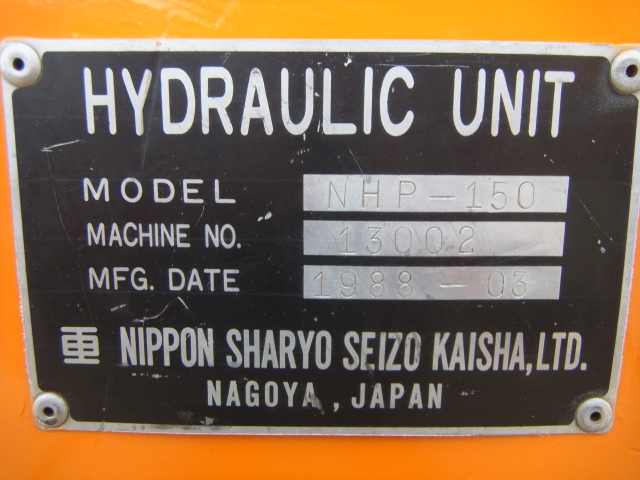 HYDRAULIC UNIT
MODEL NHP-150
MACHINE NO. 13002
MFG. DATE 1988-03
NIPPON SHARYO SEIZO KAISHA, LTD.
NAGOYA, JAPAN